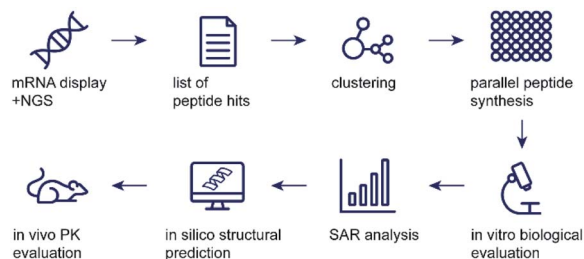 mRNA display
+NGS
list of
peptide hits
clustering
parallel peptide
synthesis
in vivo PK
evaluation
in silico structural
prediction
SAR analysis
in vitro biological
evaluation